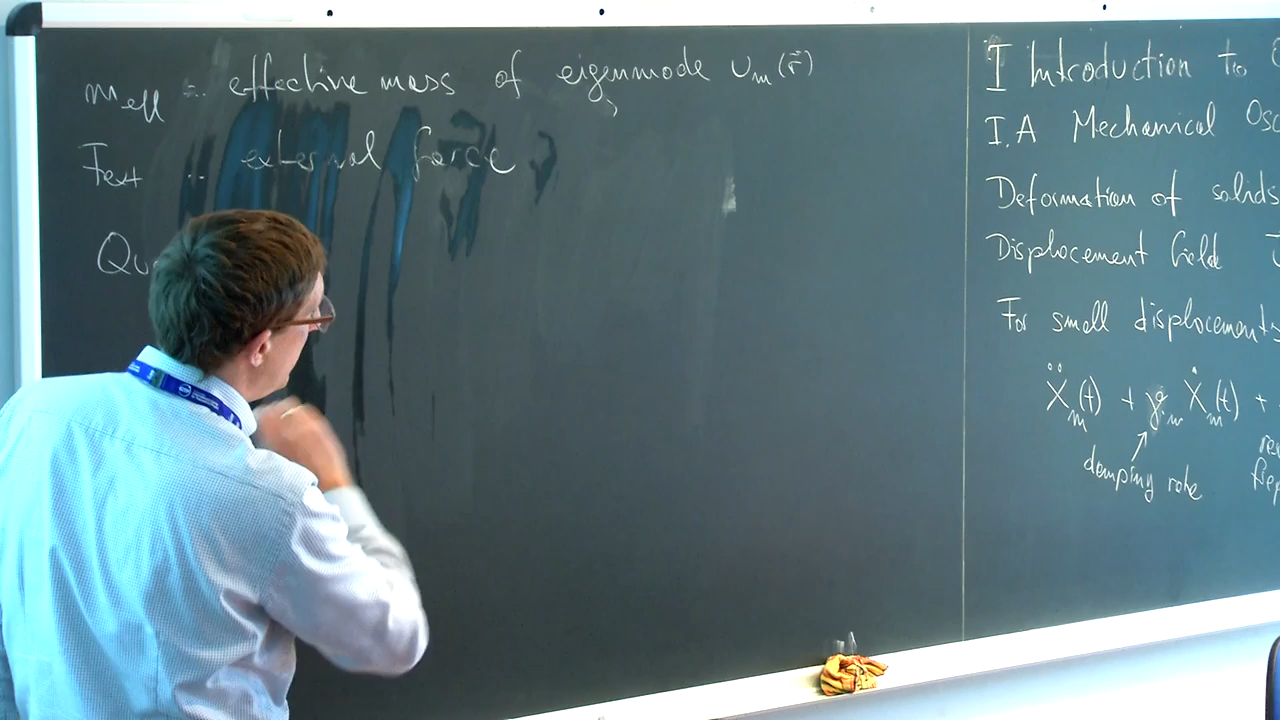 m_eff ... effective mass of eigenmode u_m(r⃗)
F_ext ... external force
Qu
I Introduction to
I.A Mechanical Osc
Deformation of solids
Displacement field
For small displacements
ẍ_m(t) + γ_m ẋ_m(t) +
damping rate